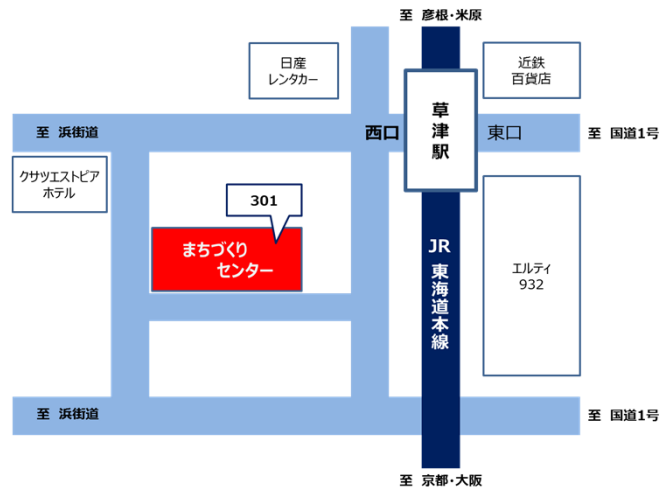 至 彦根・米原
日産
レンタカー
近鉄
百貨店
草津駅
至 浜街道
西口
東口
至 国道1号
クサツエストピア
ホテル
301
まちづくり
センター
JR 東海道本線
エルティ
932
至 浜街道
至 国道1号
至 京都・大阪